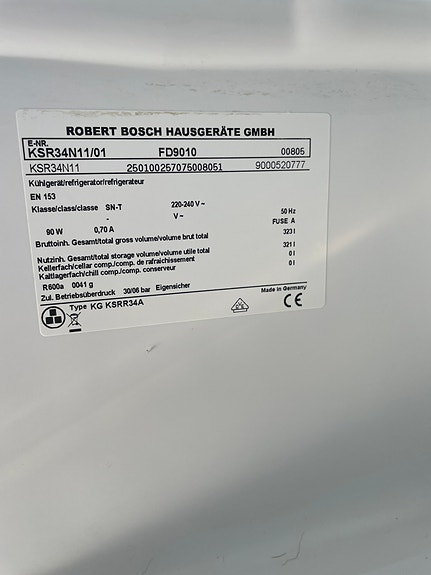 ROBERT BOSCH HAUSGERÄTE GMBH
E-NR.
KSR34N11/01 FD9010 00805
KSR34N11 250100257075008051 9000520777
Kühlgerät/refrigerator/refrigerateur
EN 153
Klasse/class/classe SN-T 220-240 V ~ 50 Hz
- V ~ FUSE A
90 W 0,70 A
Bruttoinh. Gesamt/total gross volume/volume brut total 323 l
Nutzinh. Gesamt/total storage volume/volume utile total 321 l
Kellerfach/cellar comp./comp. de rafraichissement 0 l
Kaltlagerfach/chill comp./comp. conserveur 0 l
R600a 0041 g
Zul. Betriebsüberdruck 30/06 bar Eigensicher
Made in Germany
Type KG KSRR34A
CE